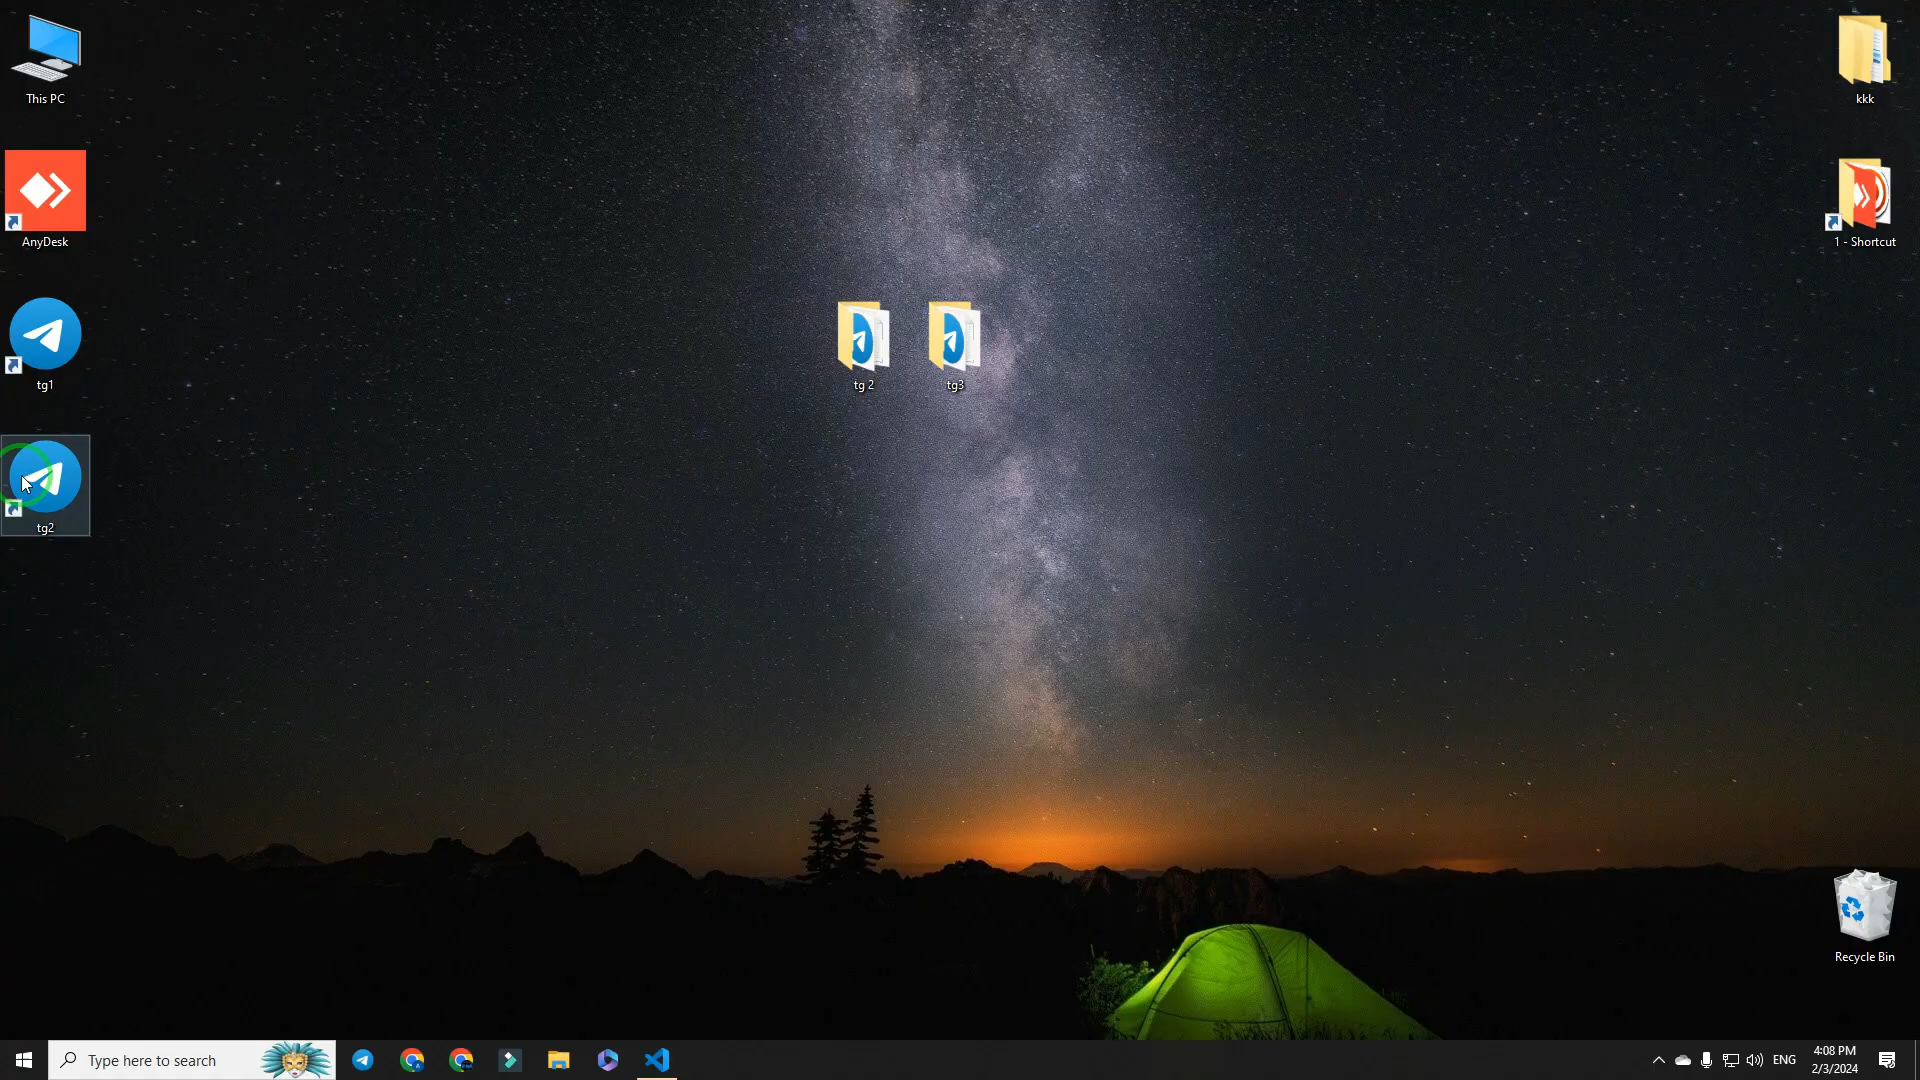 This PC
AnyDesk
tg1
tg2
tg 2
tg3
kkk
1 - Shortcut
Recycle Bin
Type here to search
ENG
4:08 PM
2/3/2024